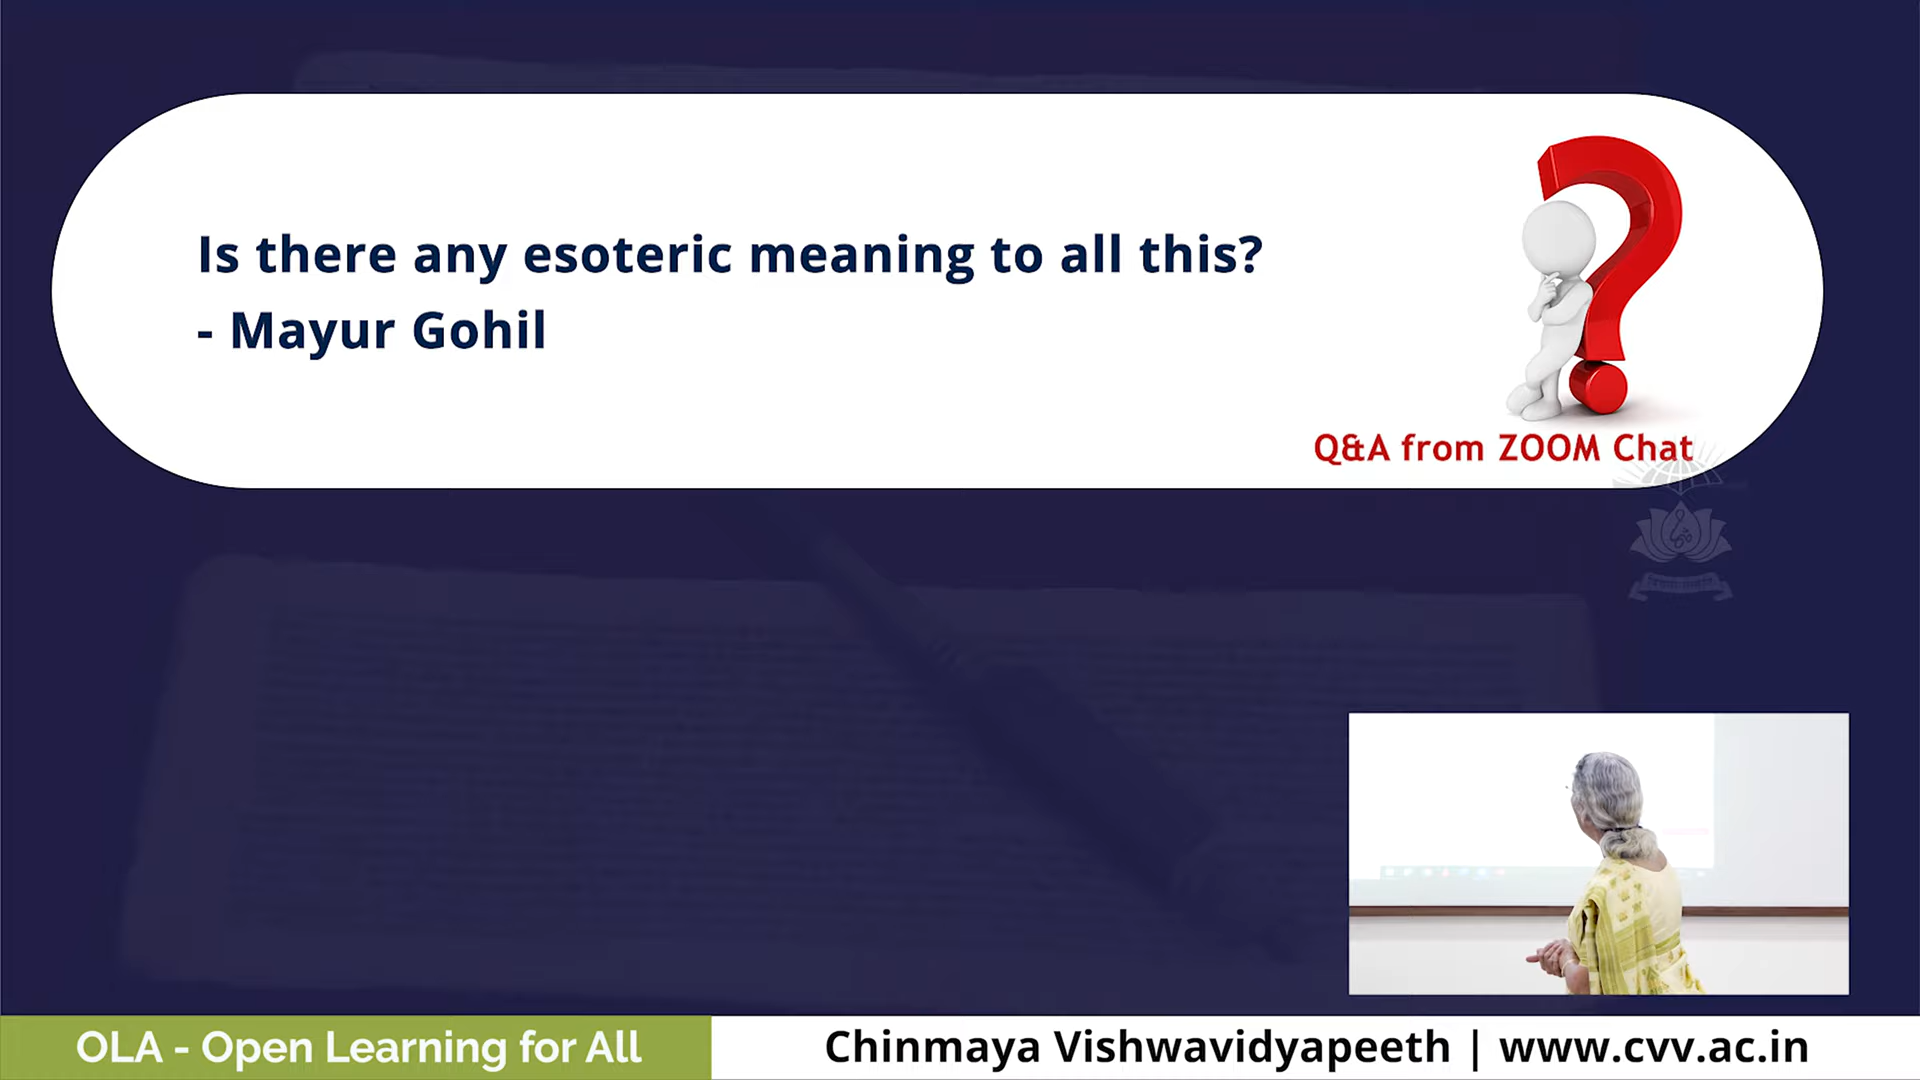 Is there any esoteric meaning to all this?
- Mayur Gohil
Q&A from ZOOM Chat
OLA - Open Learning for All
Chinmaya Vishwavidyapeeth | www.cvv.ac.in